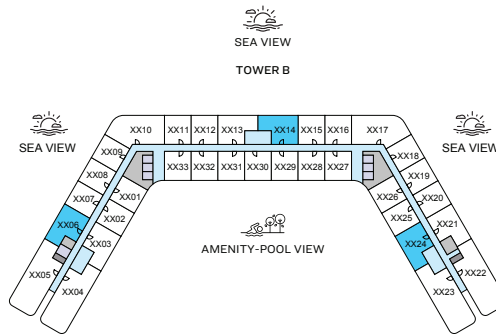 SEA VIEW
TOWER B
SEA VIEW
SEA VIEW
XX10 XX11 XX12 XX13 XX14 XX15 XX16 XX17
XX09 XX18
XX33 XX32 XX31 XX30 XX29 XX28 XX27
XX08 XX19
XX07 XX01 XX26 XX20
XX06 XX02 XX25 XX21
XX03 XX24
XX05 XX22
XX04 XX23
AMENITY-POOL VIEW